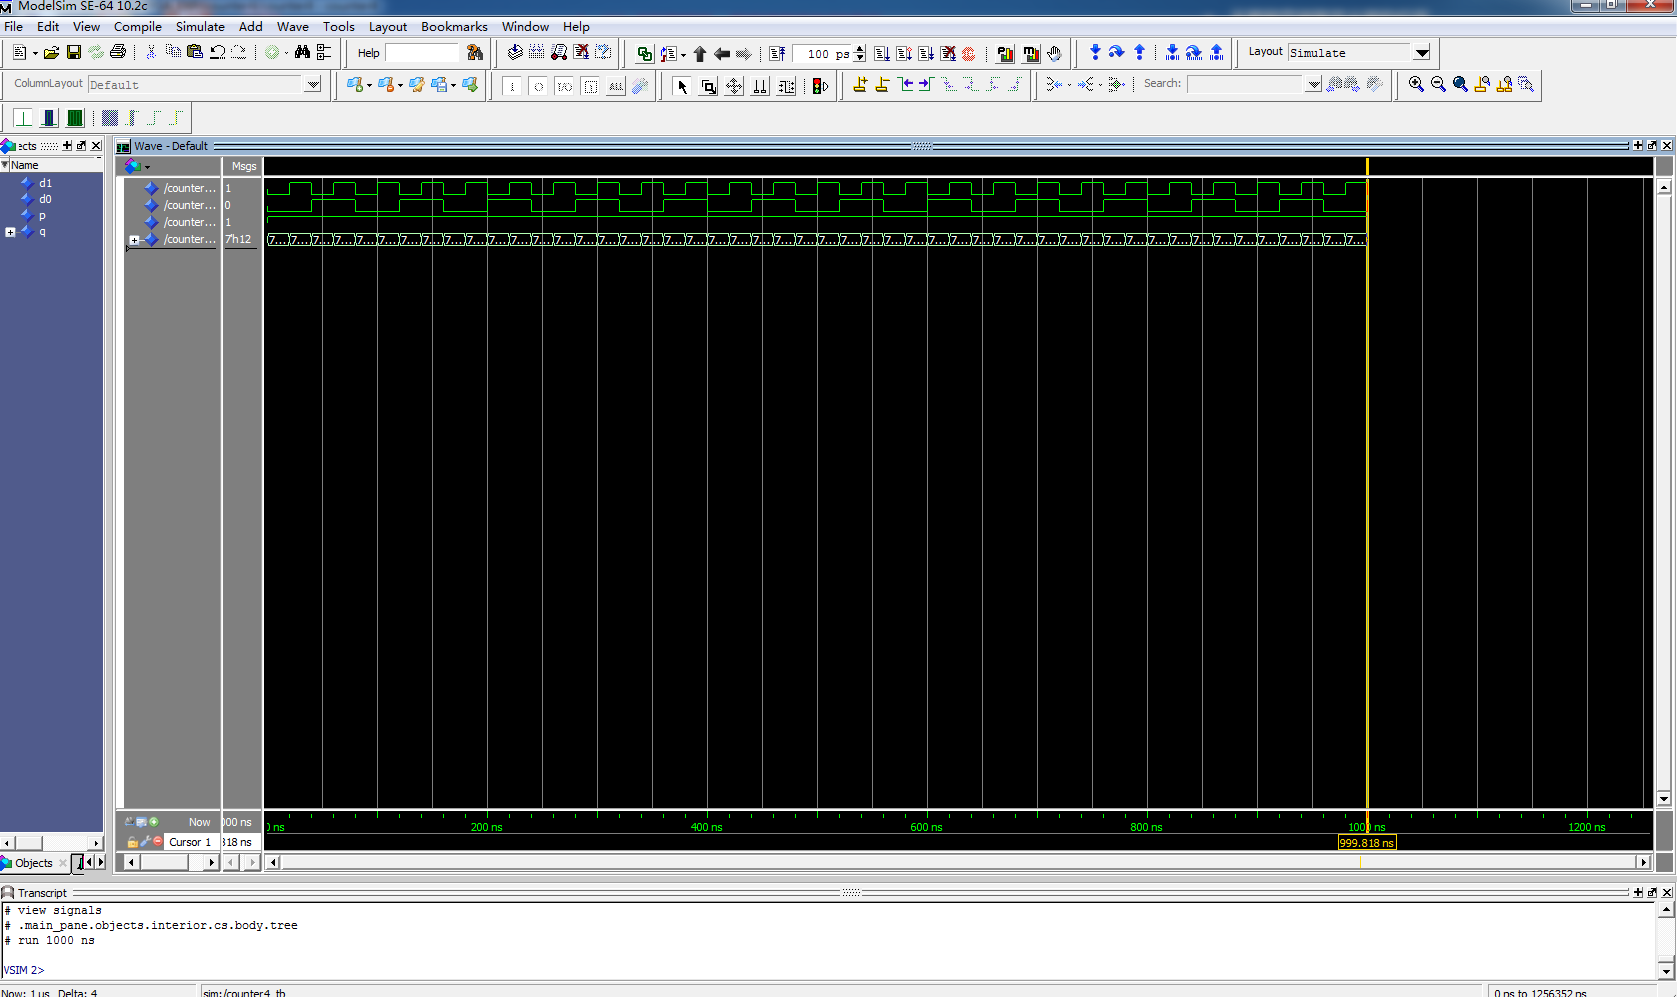 ModelSim SE-64 10.2c
File Edit View Compile Simulate Add Wave Tools Layout Bookmarks Window Help
Help 100 ps Layout Simulate
ColumnLayout Default Search:
ects Wave - Default
Name Msgs
d1 /counter... 1
d0 /counter... 0
p /counter... 1
q /counter... 7'h12 7... 7... 7... 7... 7... 7... 7... 7... 7... 7... 7... 7... 7... 7... 7... 7... 7... 7... 7... 7... 7... 7... 7... 7... 7... 7... 7... 7... 7... 7... 7... 7... 7... 7... 7... 7... 7... 7... 7... 7... 7... 7... 7... 7... 7... 7... 7... 7... 7... 7...
Now 000 ns ns 200 ns 400 ns 600 ns 800 ns 1000 ns 1200 ns
Cursor 1 818 ns 999.818 ns
Objects
Transcript
# view signals
# .main_pane.objects.interior.cs.body.tree
# run 1000 ns
VSIM 2>
Now: 1 us Delta: 4 sim:/counter4_tb 0 ns to 1256352 ps